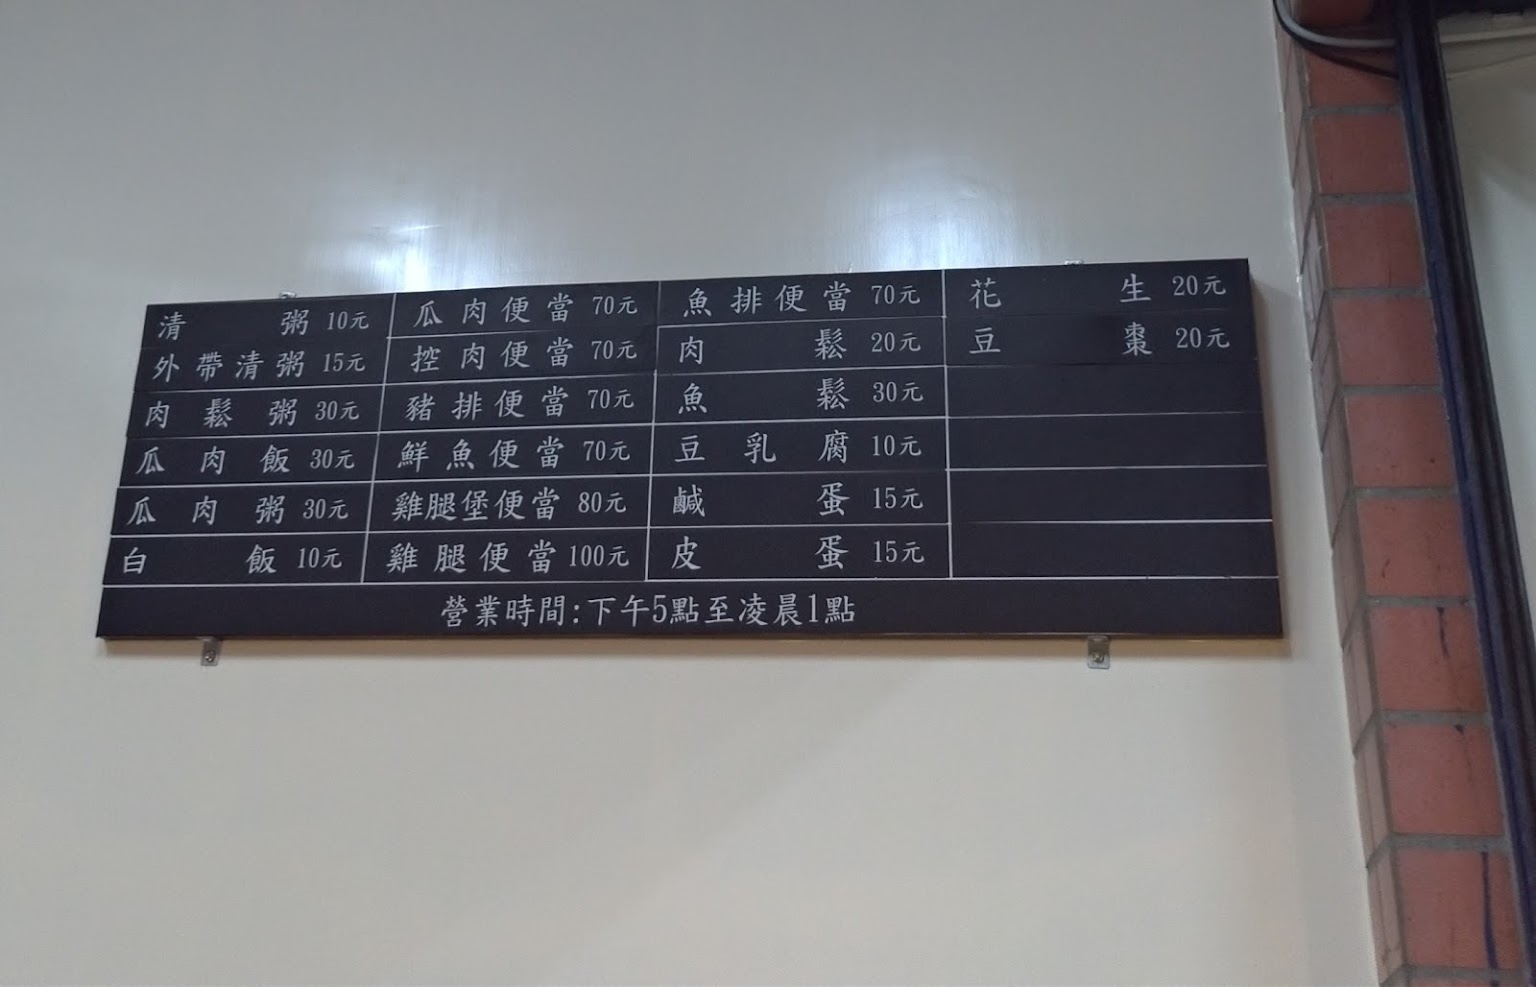 清粥 10元
外帶清粥 15元
肉鬆粥 30元
瓜肉飯 30元
瓜肉粥 30元
白飯 10元
瓜肉便當 70元
控肉便當 70元
豬排便當 70元
鮮魚便當 70元
雞腿堡便當 80元
雞腿便當 100元
魚排便當 70元
肉鬆 20元
魚鬆 30元
豆乳腐 10元
鹹蛋 15元
皮蛋 15元
花生 20元
豆棗 20元
營業時間:下午5點至凌晨1點